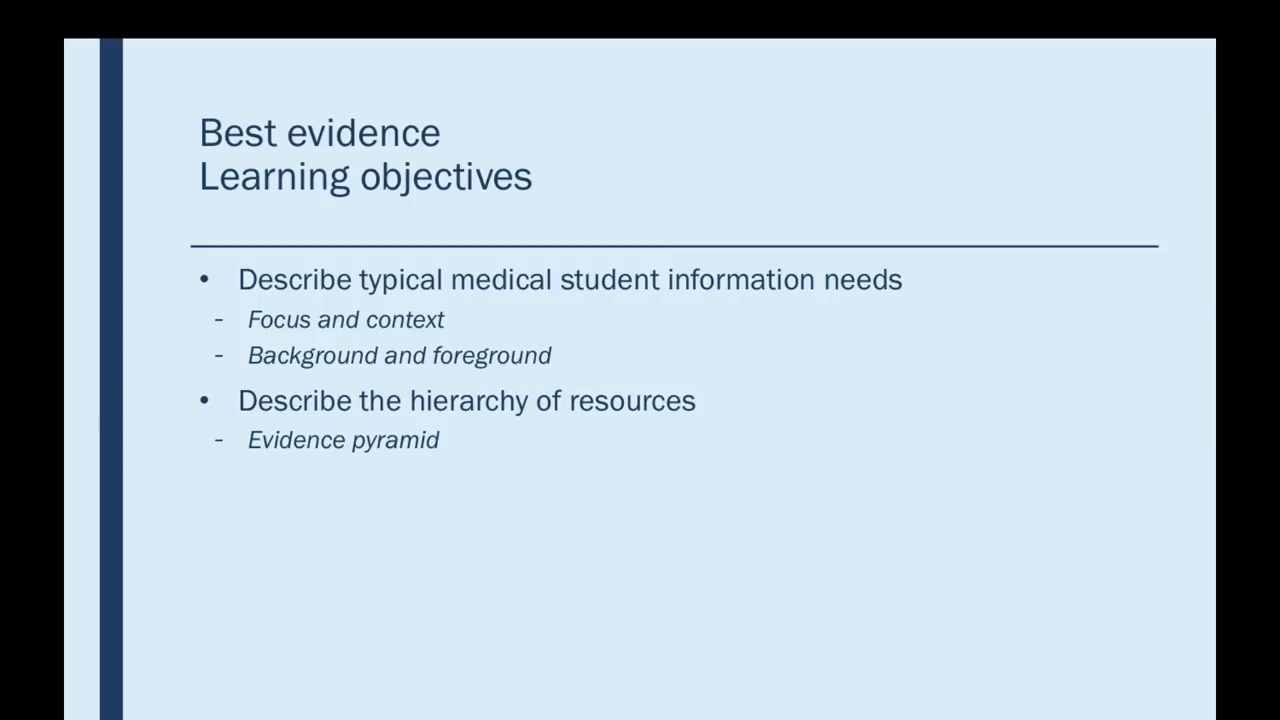 Best evidence
Learning objectives
• Describe typical medical student information needs
- Focus and context
- Background and foreground
• Describe the hierarchy of resources
- Evidence pyramid